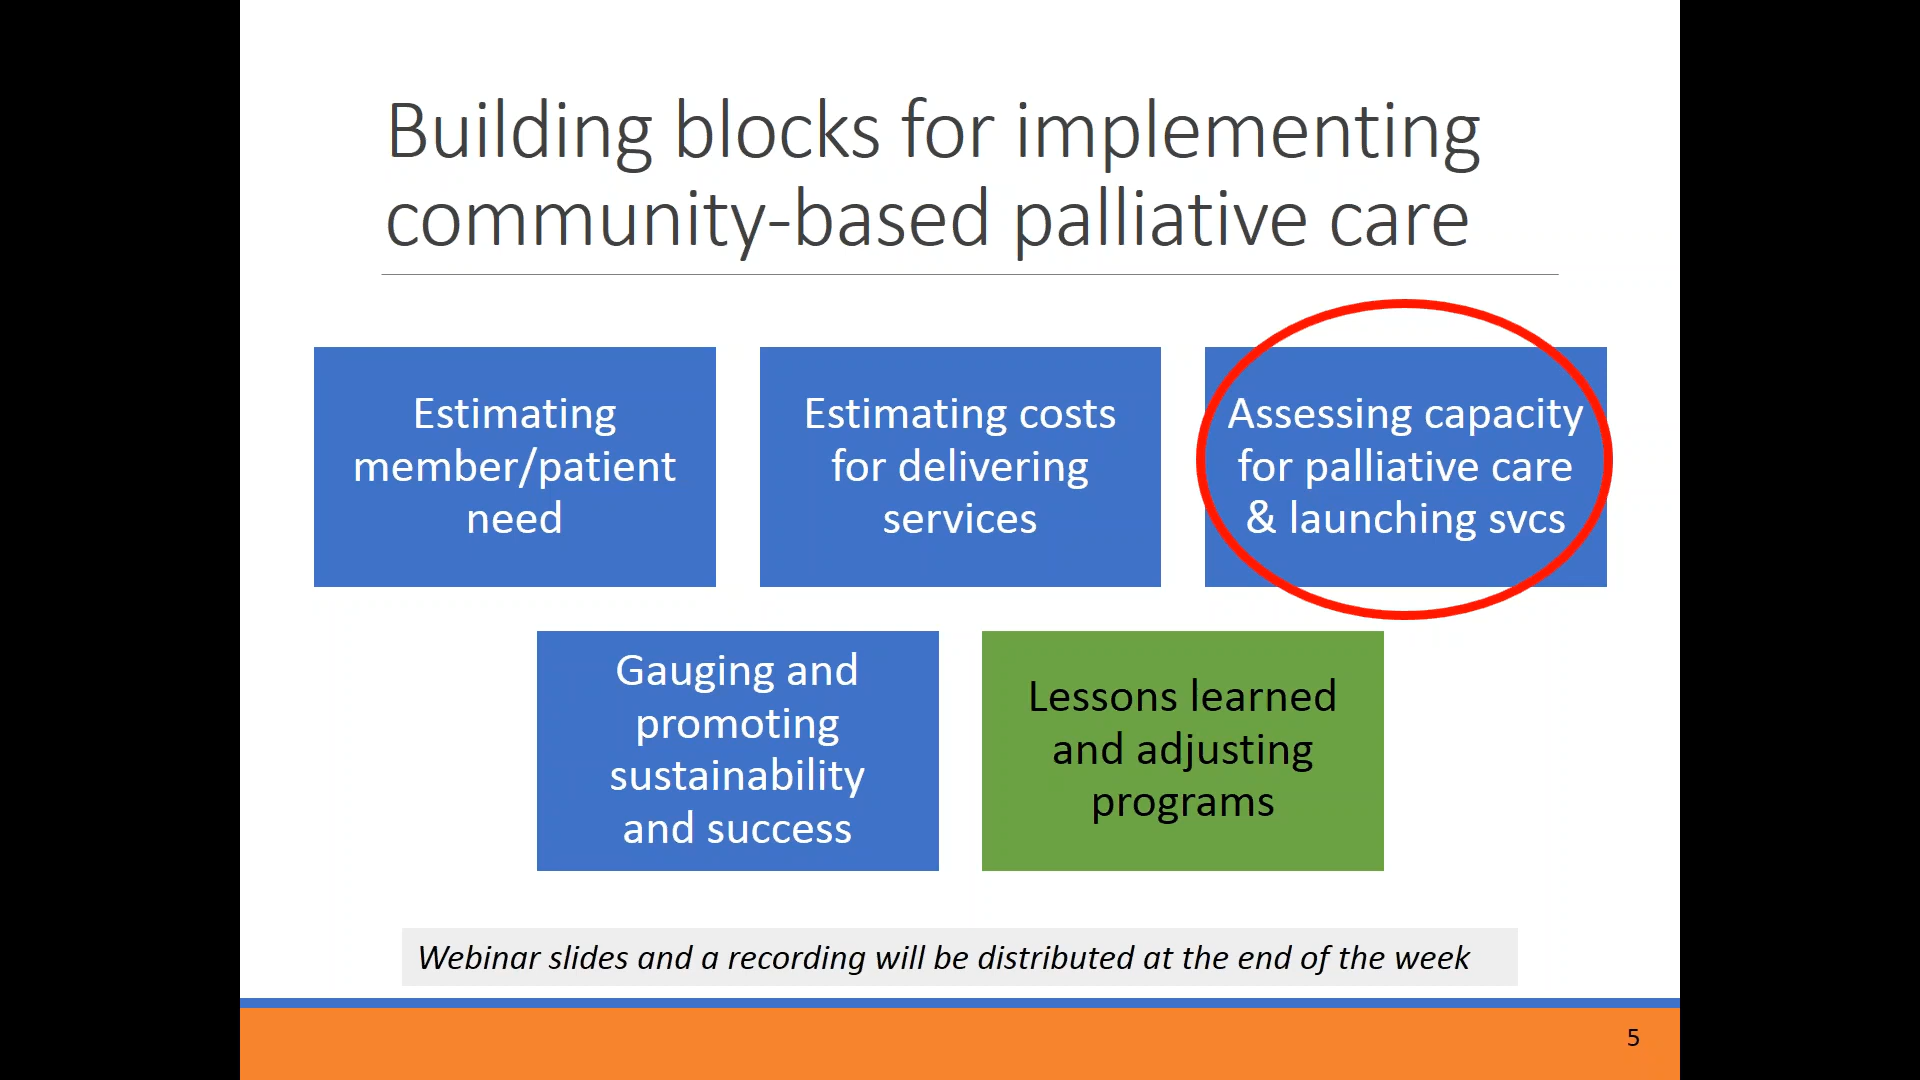 Building blocks for implementing
community-based palliative care
Estimating
member/patient
need
Estimating costs
for delivering
services
Assessing capacity
for palliative care
& launching svcs
Gauging and
promoting
sustainability
and success
Lessons learned
and adjusting
programs
Webinar slides and a recording will be distributed at the end of the week
5